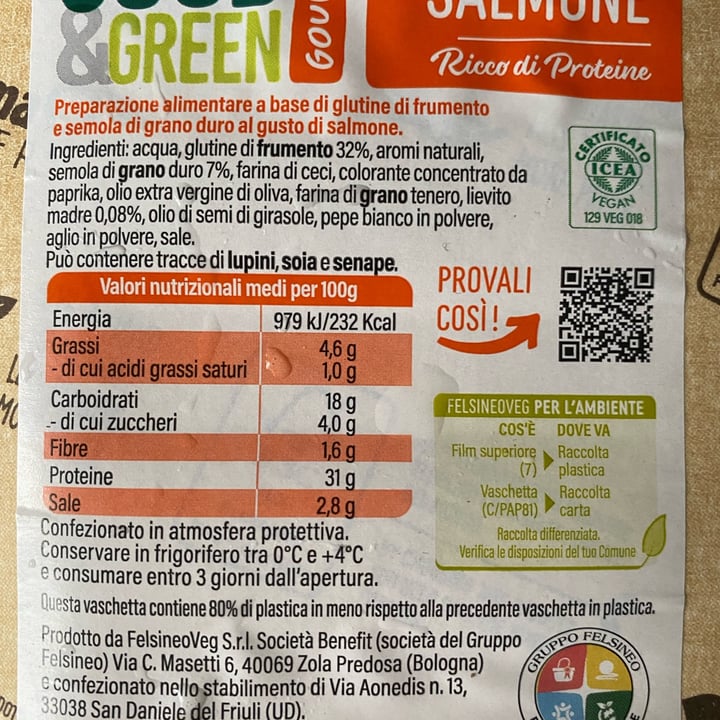 &GREEN
SALMONE
Ricco di Proteine
Preparazione alimentare a base di glutine di frumento
e semola di grano duro al gusto di salmone.
Ingredienti: acqua, glutine di frumento 32%, aromi naturali,
semola di grano duro 7%, farina di ceci, colorante concentrato da
paprika, olio extra vergine di oliva, farina di grano tenero, lievito
madre 0,08%, olio di semi di girasole, pepe bianco in polvere,
aglio in polvere, sale.
Può contenere tracce di lupini, soia e senape.
CERTIFICATO
ICEA
VEGAN
129 VEG 018
Valori nutrizionali medi per 100g
Energia 979 kJ/232 Kcal
Grassi 4,6 g
- di cui acidi grassi saturi 1,0 g
Carboidrati 18 g
- di cui zuccheri 4,0 g
Fibre 1,6 g
Proteine 31 g
Sale 2,8 g
PROVALI
COSÌ!
FELSINEOVEG PER L'AMBIENTE
COS'È DOVE VA
Film superiore Raccolta
(7) plastica
Vaschetta Raccolta
(C/PAP81) carta
Raccolta differenziata.
Verifica le disposizioni del tuo Comune
Confezionato in atmosfera protettiva.
Conservare in frigorifero tra 0°C e +4°C
e consumare entro 3 giorni dall'apertura.
Questa vaschetta contiene 80% di plastica in meno rispetto alla precedente vaschetta in plastica.
Prodotto da FelsineoVeg S.r.l. Società Benefit (società del Gruppo
Felsineo) Via C. Masetti 6, 40069 Zola Predosa (Bologna)
e confezionato nello stabilimento di Via Aonedis n. 13,
33038 San Daniele del Friuli (UD).
GRUPPO FELSINEO